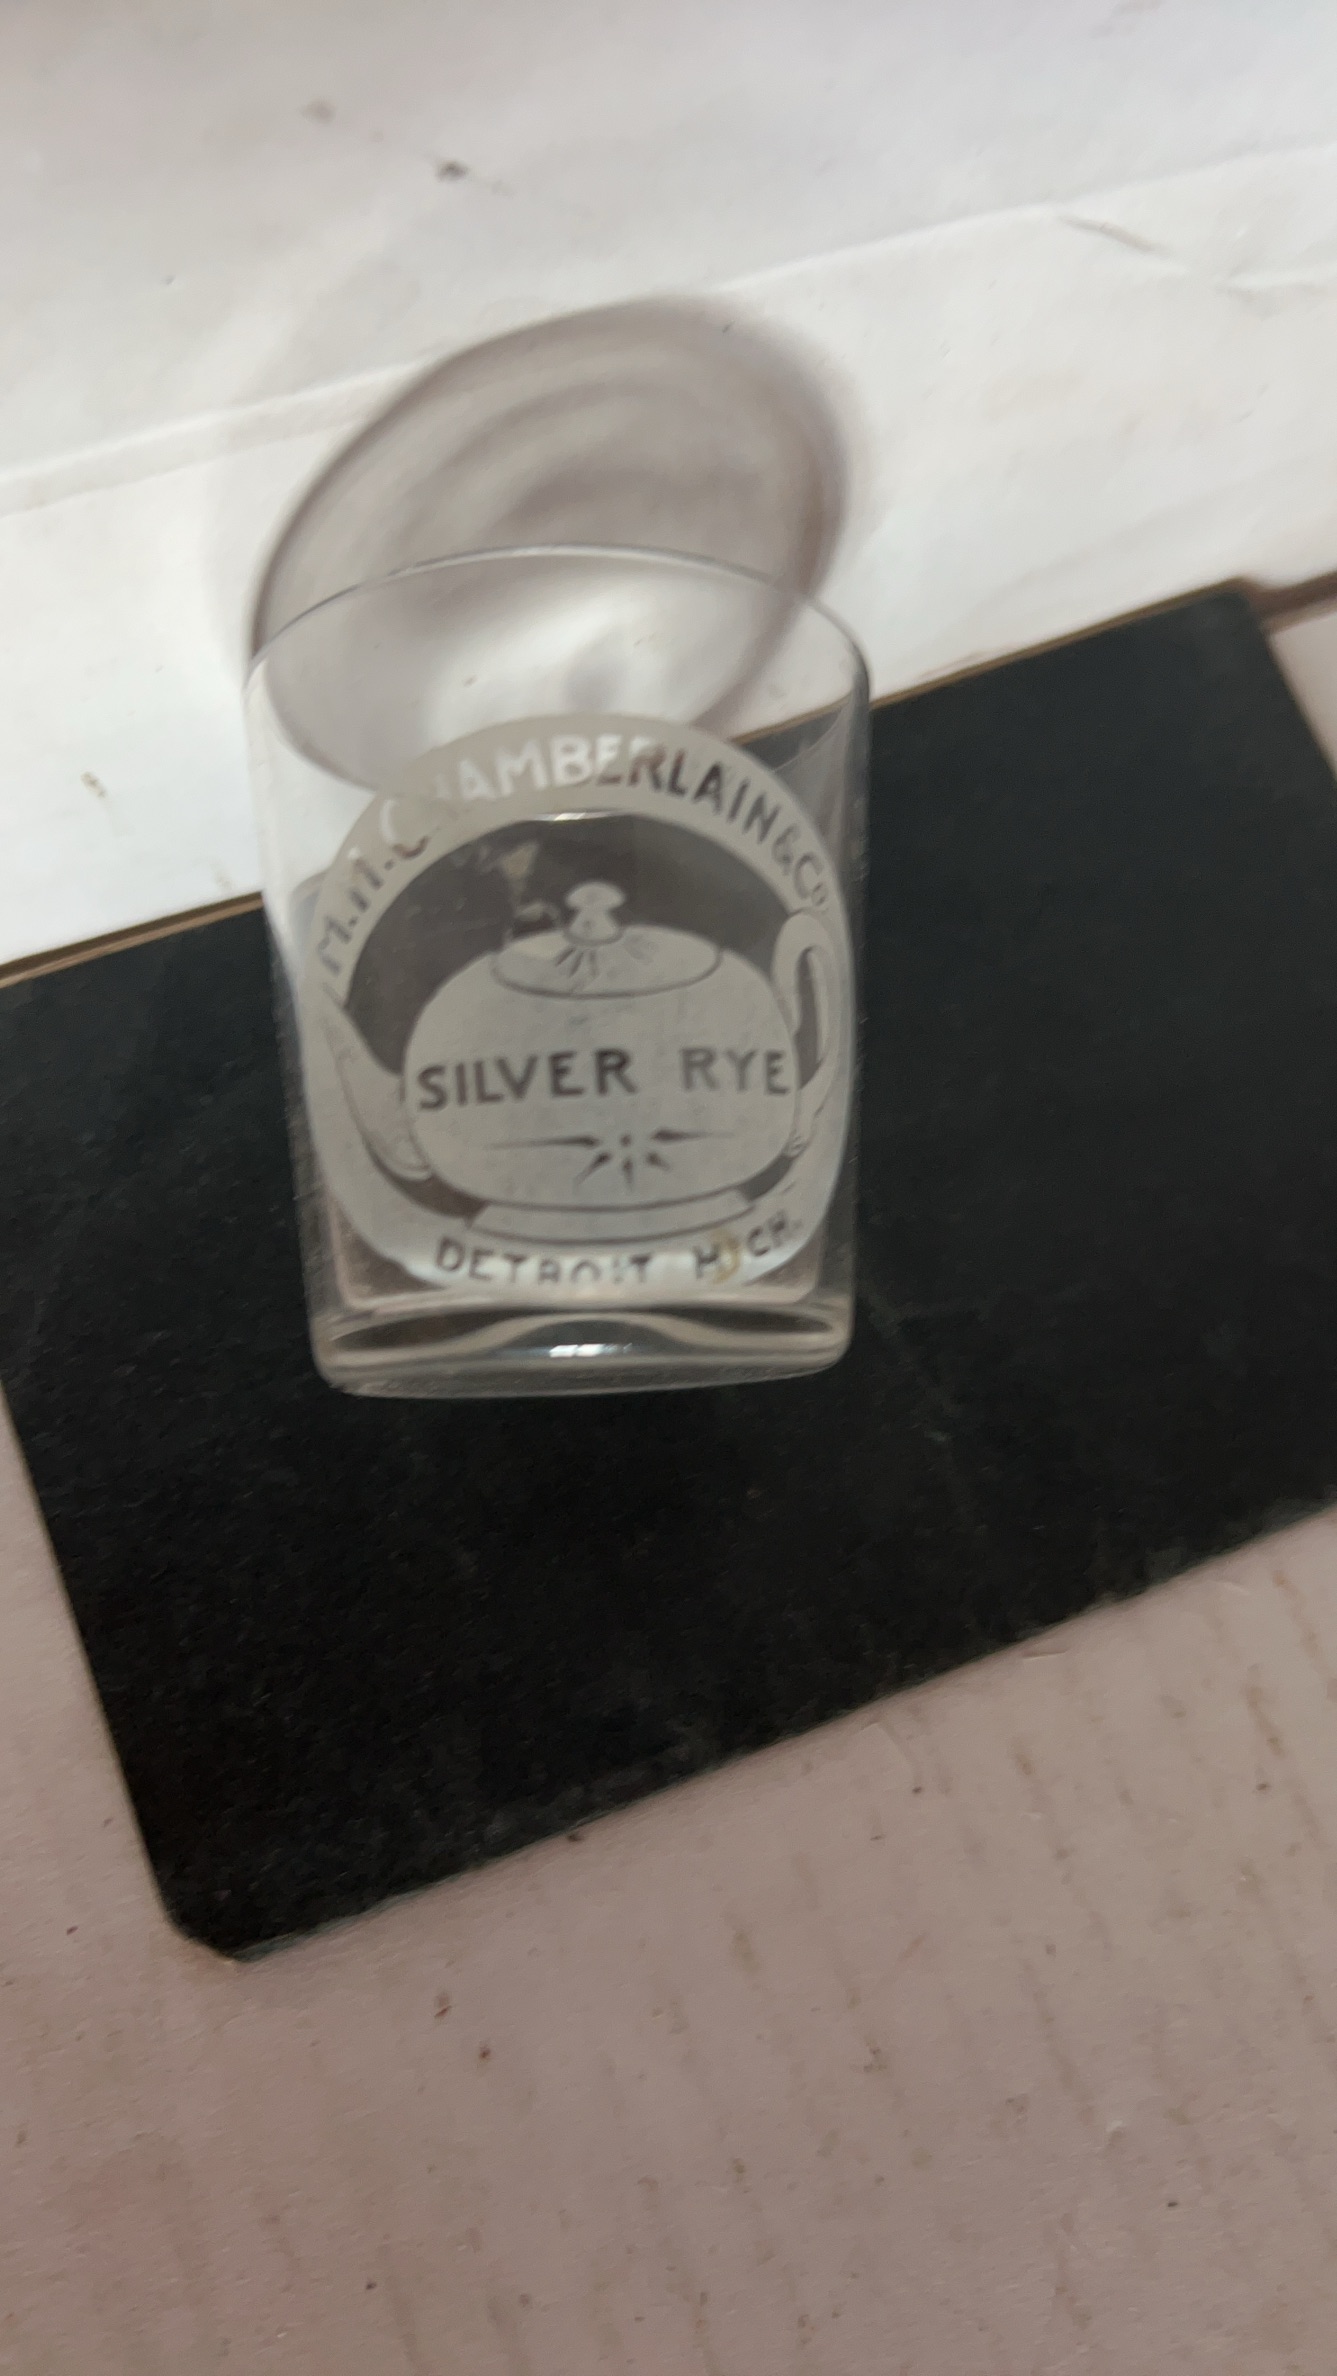 M.H. CHAMBERLAIN & Co
SILVER RYE
DETROIT MICH.